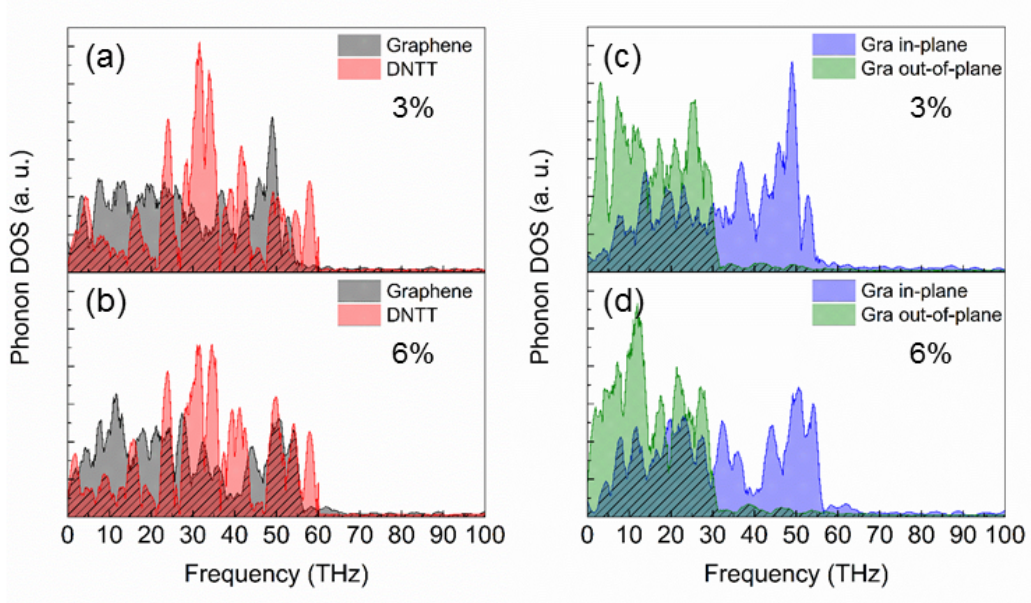 (a)
Graphene
DNTT
3%
(b)
Graphene
DNTT
6%
Phonon DOS (a. u.)
0 10 20 30 40 50 60 70 80 90 100
Frequency (THz)
(c)
Gra in-plane
Gra out-of-plane
3%
(d)
Gra in-plane
Gra out-of-plane
6%
Phonon DOS (a. u.)
0 10 20 30 40 50 60 70 80 90 100
Frequency (THz)